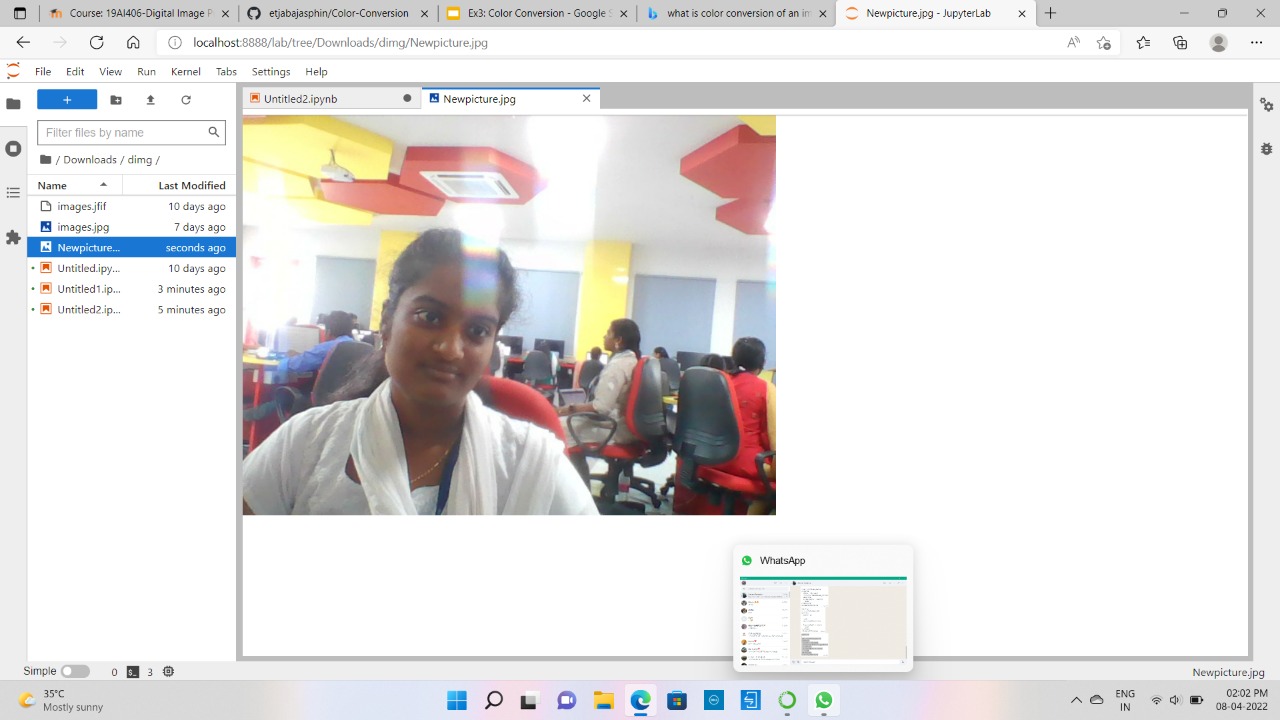 Course: 19AI406-Digital Image P
etjabajasphin/Color-Conversion
Ex3 Color Conversion - Google S
what is color conversion of an im
Newpicture.jpg - JupyterLab
localhost:8888/lab/tree/Downloads/dimg/Newpicture.jpg
File Edit View Run Kernel Tabs Settings Help
Untitled2.ipynb
Newpicture.jpg
Filter files by name
/ Downloads / dimg /
Name Last Modified
images.jfif 10 days ago
images.jpg 7 days ago
Newpicture... seconds ago
Untitled.ipy... 10 days ago
Untitled1.ip... 3 minutes ago
Untitled2.ip... 5 minutes ago
WhatsApp
Simple 3
Newpicture.jpg
35°C
Mostly sunny
ENG
IN
08-04-2022